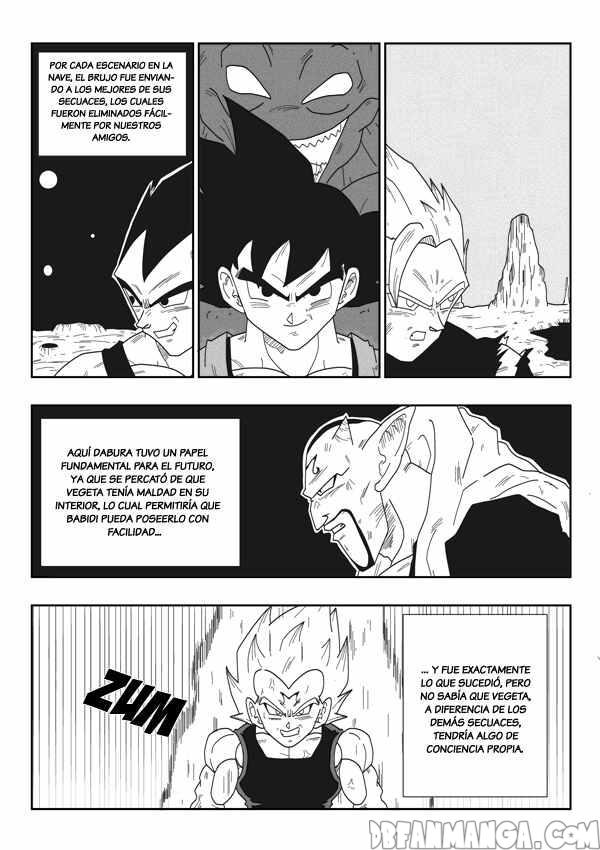 POR CADA ESCENARIO EN LA
NAVE, EL BRUJO FUE ENVIAN-
DO A LOS MEJORES DE SUS
SECUACES, LOS CUALES
FUERON ELIMINADOS FÁCIL-
MENTE POR NUESTROS
AMIGOS.
AQUÍ DABURA TUVO UN PAPEL
FUNDAMENTAL PARA EL FUTURO,
YA QUE SE PERCATÓ DE QUE
VEGETA TENÍA MALDAD EN SU
INTERIOR, LO CUAL PERMITIRÍA QUE
BABIDI PUEDA POSEERLO CON
FACILIDAD...
ZUM
... Y FUE EXACTAMENTE
LO QUE SUCEDIÓ, PERO
NO SABÍA QUE VEGETA,
A DIFERENCIA DE LOS
DEMÁS SECUACES,
TENDRÍA ALGO DE
CONCIENCIA PROPIA.
DBFANMANGA.COM